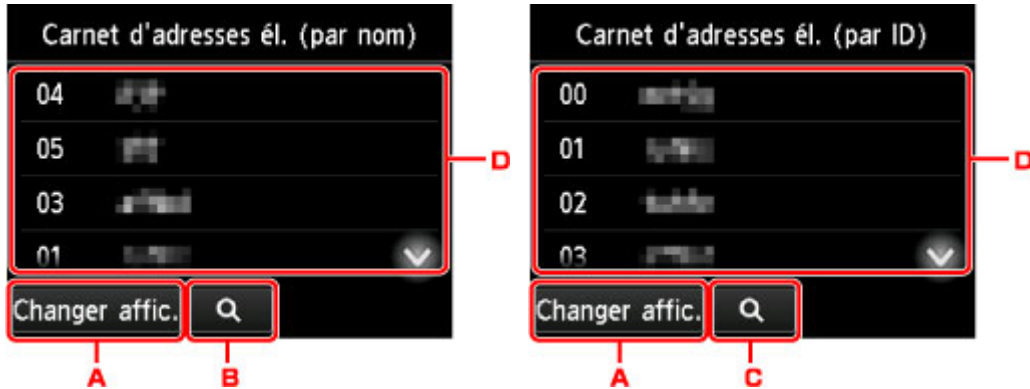 Carnet d'adresses él. (par nom)
04
05
03
01
D
Changer affic.
A
B
Carnet d'adresses él. (par ID)
00
01
02
03
D
Changer affic.
A
C